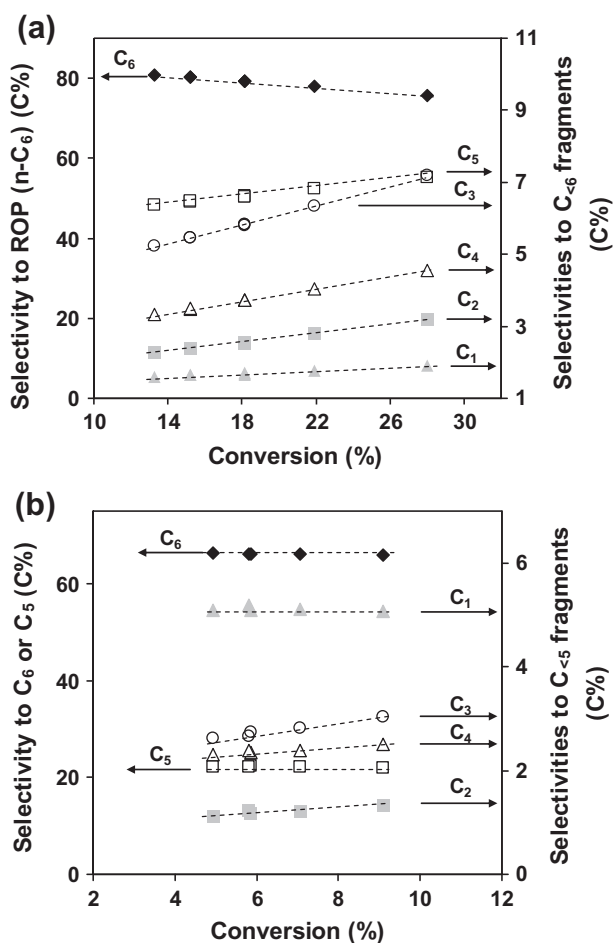 (a)
Selectivity to ROP (n-C6) (C%)
80
60
40
20
0
C6
C5
C3
C4
C2
C1
11
9
7
5
3
1
Selectivities to C<6 fragments
(C%)
10 14 18 22 26 30
Conversion (%)
(b)
Selectivity to C6 or C5 (C%)
60
40
20
0
C6
C1
C3
C4
C5
C2
6
4
2
0
Selectivities to C<5 fragments
(C%)
2 4 6 8 10 12
Conversion (%)